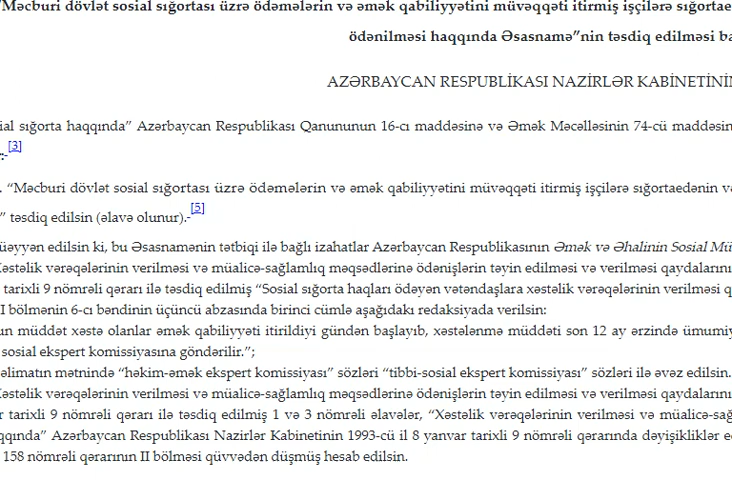 “Məcburi dövlət sosial sığortası üzrə ödəmələrin və əmək qabiliyyətini müvəqqəti itirmiş işçilərə sığortae
ödənilməsi haqqında Əsasnamə”nin təsdiq edilməsi ba
AZƏRBAYCAN RESPUBLİKASI NAZİRLƏR KABİNETİNİN
ial sığorta haqqında” Azərbaycan Respublikası Qanununun 16-cı maddəsinə və Əmək Məcəlləsinin 74-cü maddəsin
r:-[3]
. “Məcburi dövlət sosial sığortası üzrə ödəmələrin və əmək qabiliyyətini müvəqqəti itirmiş işçilərə sığortaedənin v
” təsdiq edilsin (əlavə olunur).-[5]
üəyyən edilsin ki, bu Əsasnamənin tətbiqi ilə bağlı izahatlar Azərbaycan Respublikasının Əmək və Əhalinin Sosial Mü
əstəlik vərəqələrinin verilməsi və müalicə-sağlamlıq məqsədlərinə ödənişlərin təyin edilməsi və verilməsi qaydalarını
tarixli 9 nömrəli qərarı ilə təsdiq edilmiş “Sosial sığorta haqları ödəyən vətəndaşlara xəstəlik vərəqələrinin verilməsi q
I bölmənin 6-cı bəndinin üçüncü abzasında birinci cümlə aşağıdakı redaksiyada verilsin:
un müddət xəstə olanlar əmək qabiliyyəti itirildiyi gündən başlayıb, xəstələnmə müddəti son 12 ay ərzində ümumiy
sosial ekspert komissiyasına göndərilir.”;
əlimatın mətnində “həkim-əmək ekspert komissiyası” sözləri “tibbi-sosial ekspert komissiyası” sözləri ilə əvəz edilsin.
əstəlik vərəqələrinin verilməsi və müalicə-sağlamlıq məqsədlərinə ödənişlərin təyin edilməsi və verilməsi qaydalarını
r tarixli 9 nömrəli qərarı ilə təsdiq edilmiş 1 və 3 nömrəli əlavələr, “Xəstəlik vərəqələrinin verilməsi və müalicə-sağ
qqında” Azərbaycan Respublikası Nazirlər Kabinetinin 1993-cü il 8 yanvar tarixli 9 nömrəli qərarında dəyişikliklər e
158 nömrəli qərarının II bölməsi qüvvədən düşmüş hesab edilsin.